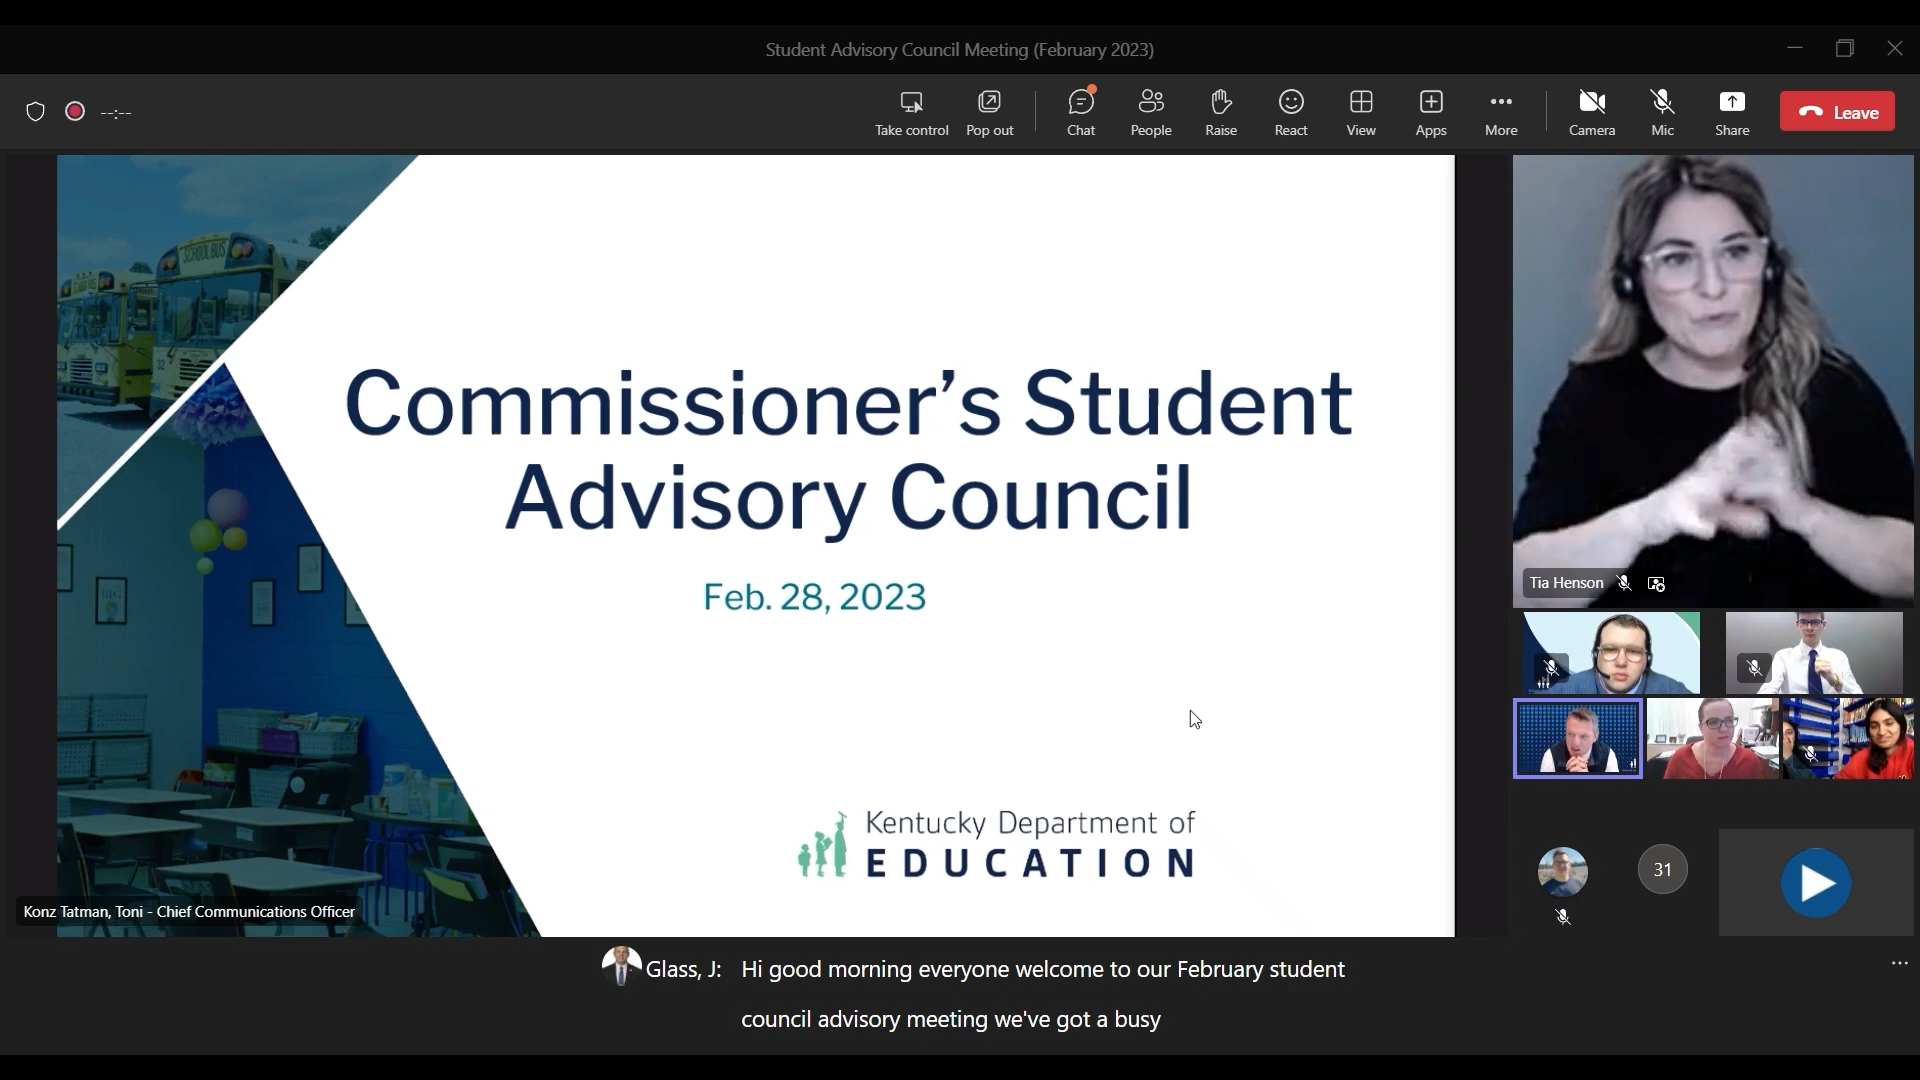 Student Advisory Council Meeting (February 2023)
--:--
Take control
Pop out
Chat
People
Raise
React
View
Apps
More
Camera
Mic
Share
Leave
SCHOOL BUS
Commissioner's Student
Advisory Council
Feb. 28, 2023
Kentucky Department of
EDUCATION
Konz Tatman, Toni - Chief Communications Officer
Tia Henson
31
Glass, J: Hi good morning everyone welcome to our February student
council advisory meeting we've got a busy